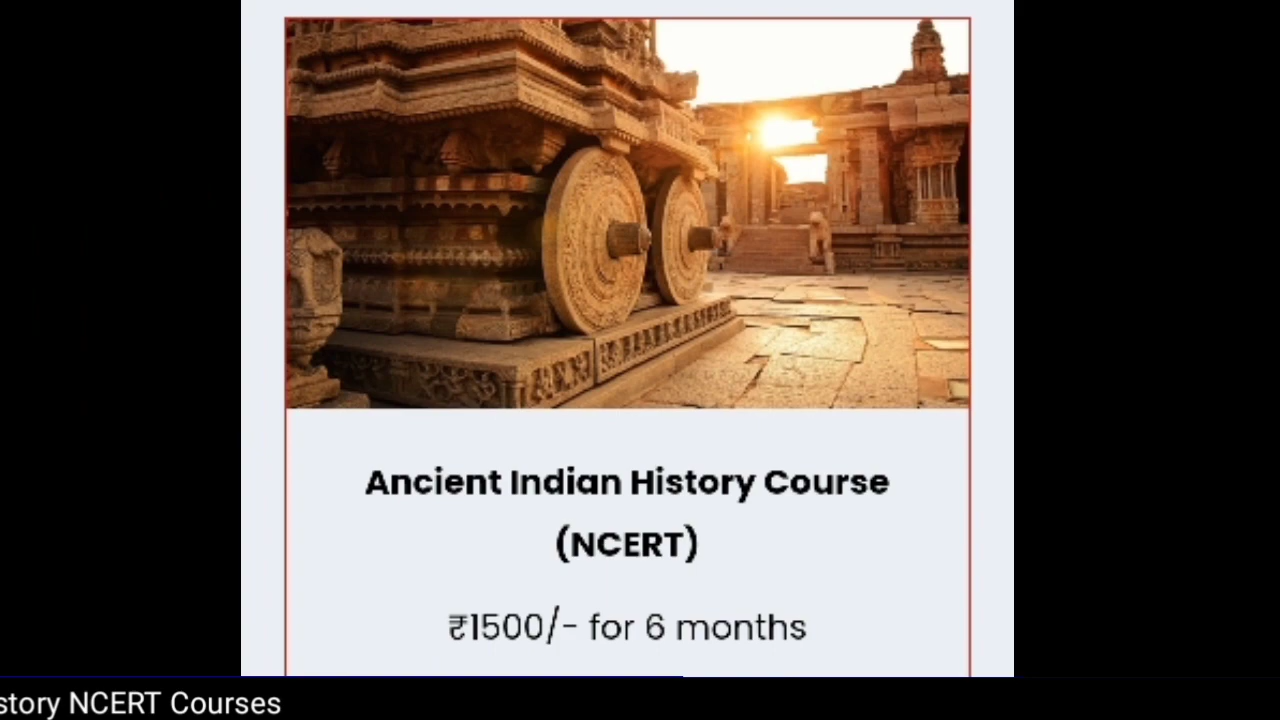 Ancient Indian History Course
(NCERT)
₹1500/- for 6 months
story NCERT Courses